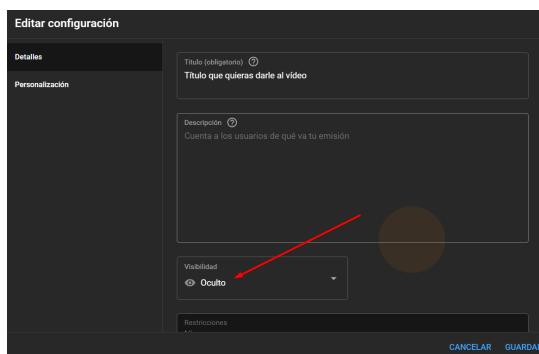 Editar configuración
Detalles
Personalización
Título (obligatorio)
Título que quieras darle al vídeo
Descripción
Cuenta a los usuarios de qué va tu emisión
Visibilidad
Oculto
Restricciones
CANCELAR GUARDAR